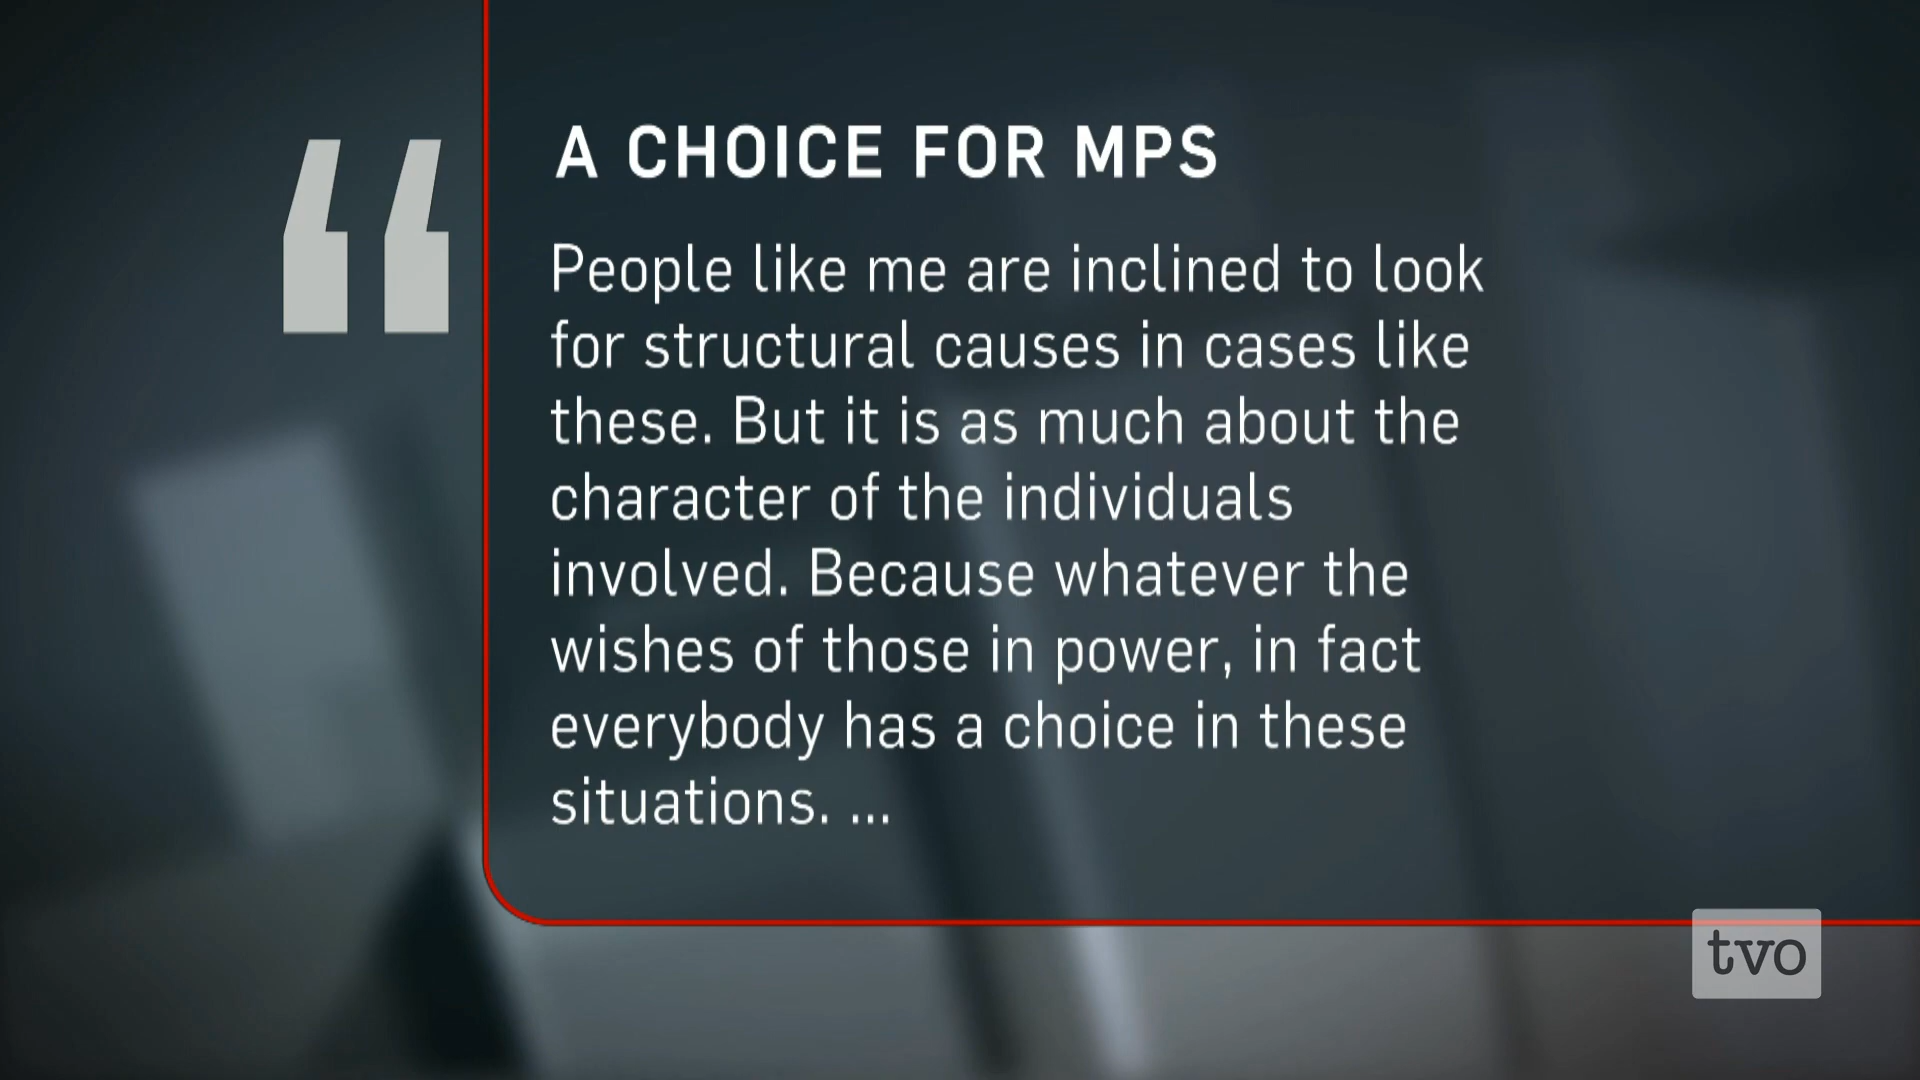 “
A CHOICE FOR MPS
People like me are inclined to look
for structural causes in cases like
these. But it is as much about the
character of the individuals
involved. Because whatever the
wishes of those in power, in fact
everybody has a choice in these
situations. ...
tvo